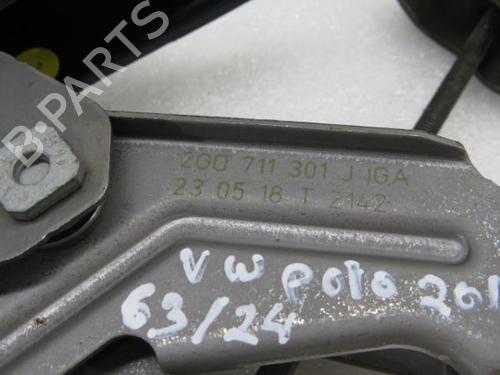 B-PARTS
2G0 711 301 J IGA
23 05 18 T 2142
VW POLO 201
63/24